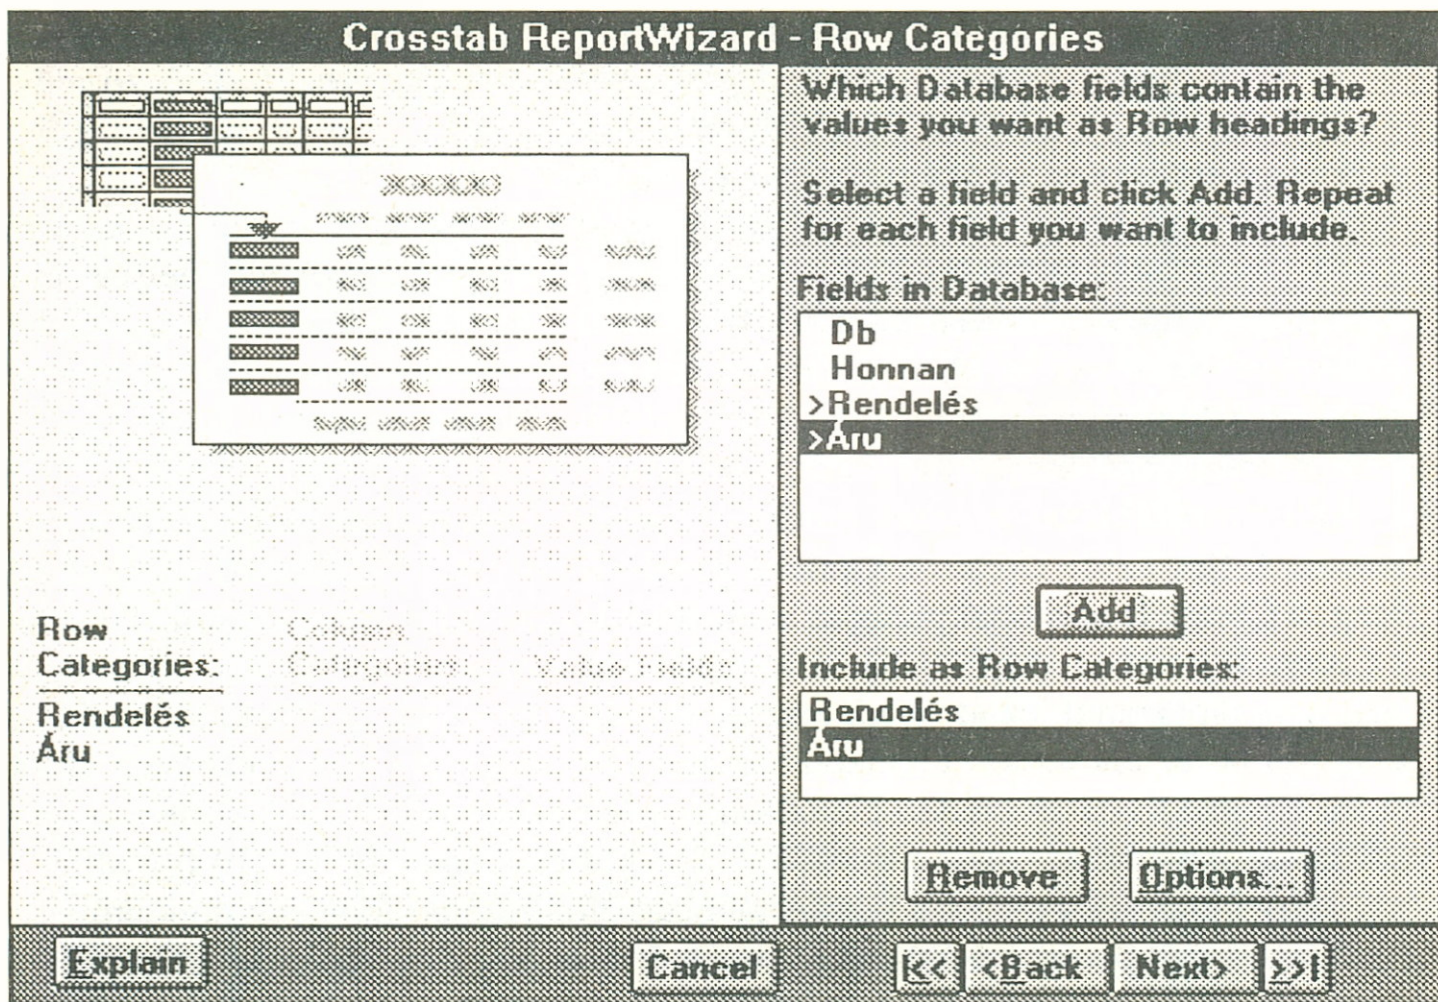 Crosstab ReportWizard - Row Categories
Which Database fields contain the
values you want as Row headings?
Select a field and click Add. Repeat
for each field you want to include.
Fields in Database:
Db
Honnan
>Rendelés
>Áru
Add
Include as Row Categories:
Rendelés
Áru
Remove
Options...
Row
Categories:
Rendelés
Áru
Column
Categories:
Value Fields:
Explain
Cancel
|<<
<Back
Next>
>>|